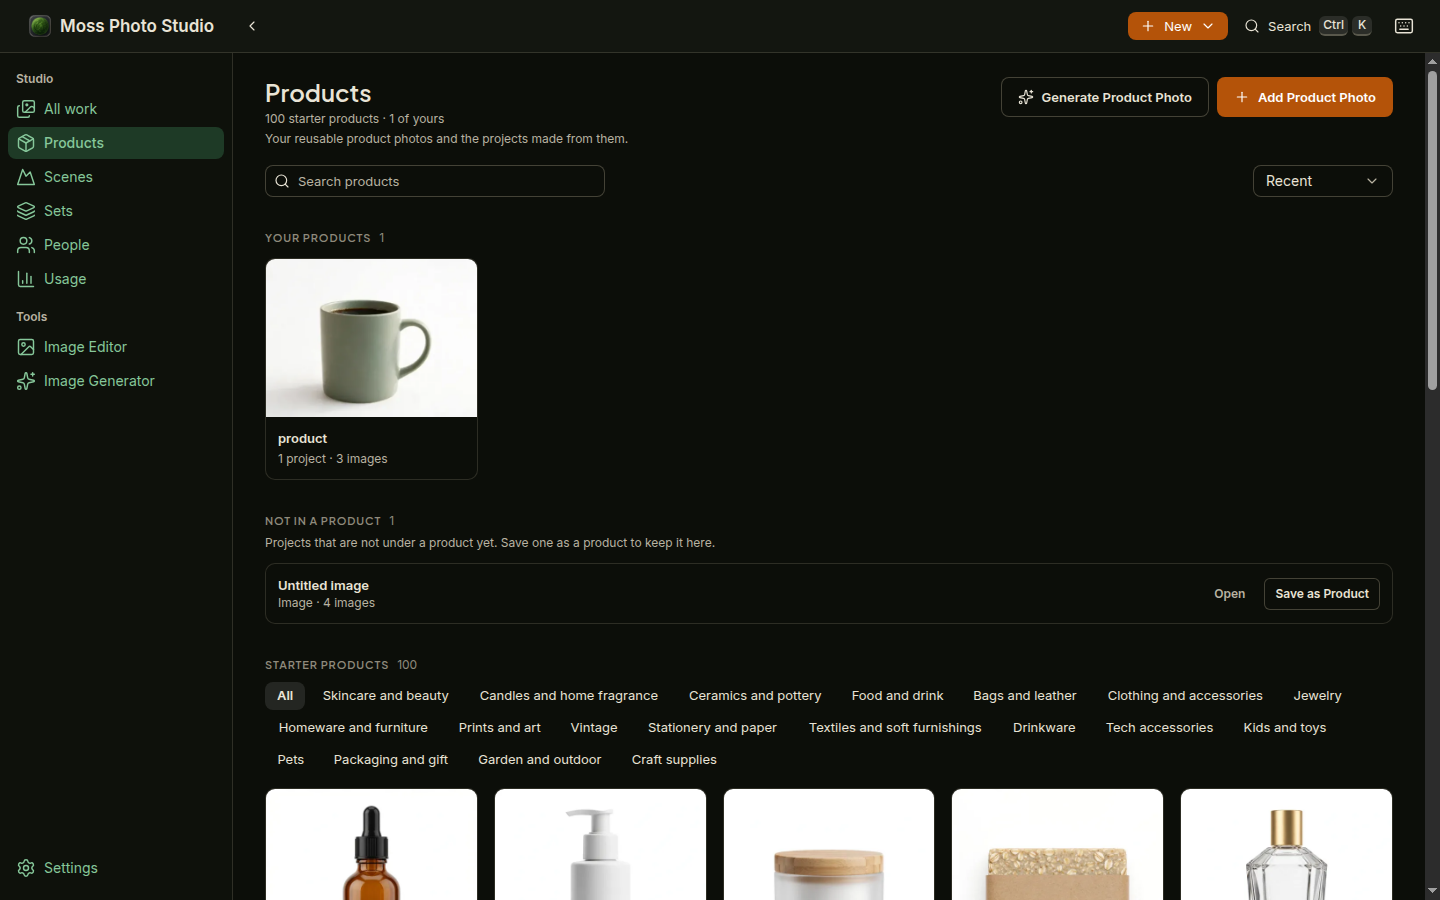 Moss Photo Studio
New
Search Ctrl K
Studio
All work
Products
Scenes
Sets
People
Usage
Tools
Image Editor
Image Generator
Settings
Products
100 starter products · 1 of yours
Your reusable product photos and the projects made from them.
Generate Product Photo
Add Product Photo
Search products
Recent
YOUR PRODUCTS 1
product
1 project · 3 images
NOT IN A PRODUCT 1
Projects that are not under a product yet. Save one as a product to keep it here.
Untitled image
Image · 4 images
Open
Save as Product
STARTER PRODUCTS 100
All Skincare and beauty Candles and home fragrance Ceramics and pottery Food and drink Bags and leather Clothing and accessories Jewelry
Homeware and furniture Prints and art Vintage Stationery and paper Textiles and soft furnishings Drinkware Tech accessories Kids and toys
Pets Packaging and gift Garden and outdoor Craft supplies